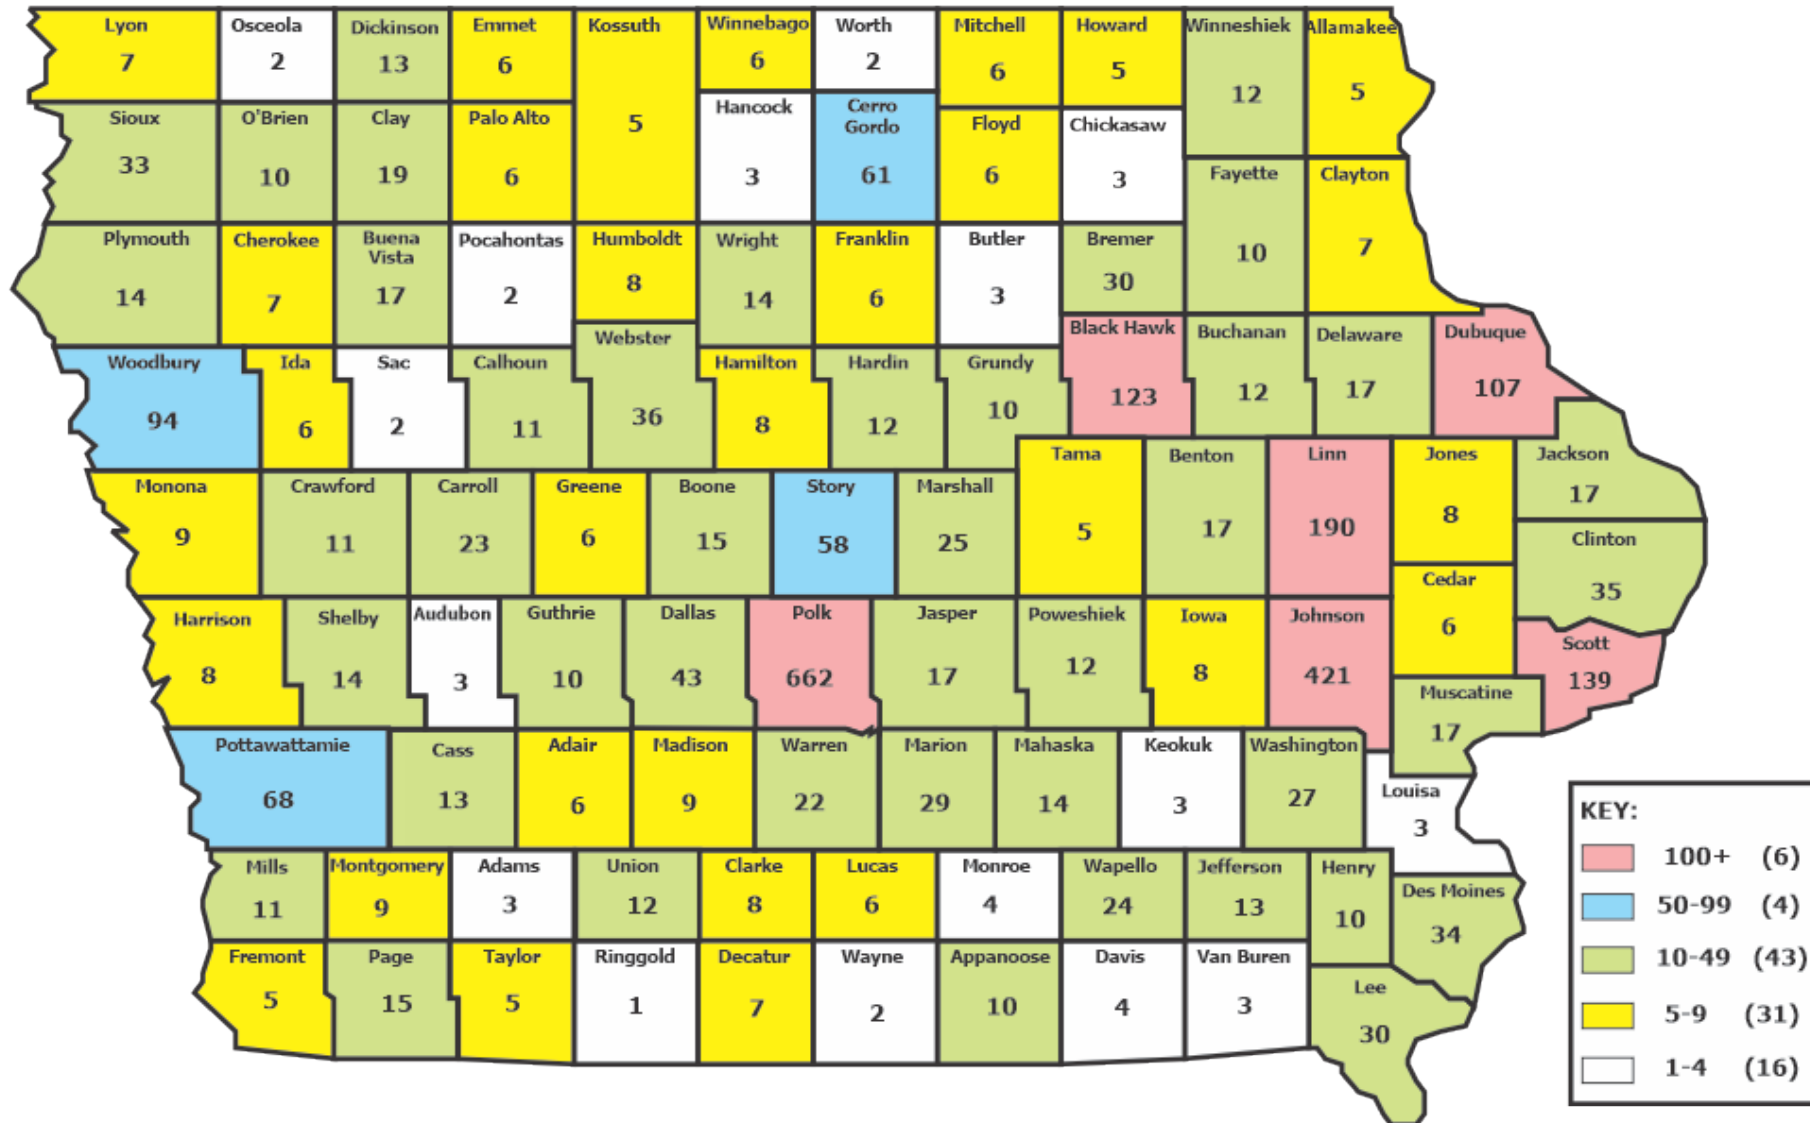 Lyon
7
Osceola
2
Dickinson
13
Emmet
6
Kossuth
5
Winnebago
6
Worth
2
Mitchell
6
Howard
5
Winneshiek
12
Allamakee
5
Sioux
33
O'Brien
10
Clay
19
Palo Alto
6
Hancock
3
Cerro
Gordo
61
Floyd
6
Chickasaw
3
Fayette
10
Clayton
7
Plymouth
14
Cherokee
7
Buena
Vista
17
Pocahontas
2
Humboldt
8
Wright
14
Franklin
6
Butler
3
Bremer
30
Woodbury
94
Ida
6
Sac
2
Calhoun
11
Webster
36
Hamilton
8
Hardin
12
Grundy
10
Black Hawk
123
Buchanan
12
Delaware
17
Dubuque
107
Monona
9
Crawford
11
Carroll
23
Greene
6
Boone
15
Story
58
Marshall
25
Tama
5
Benton
17
Linn
190
Jones
8
Jackson
17
Clinton
35
Cedar
6
Harrison
8
Shelby
14
Audubon
3
Guthrie
10
Dallas
43
Polk
662
Jasper
17
Poweshiek
12
Iowa
8
Johnson
421
Scott
139
Muscatine
17
Pottawattamie
68
Cass
13
Adair
6
Madison
9
Warren
22
Marion
29
Mahaska
14
Keokuk
3
Washington
27
Louisa
3
Mills
11
Montgomery
9
Adams
3
Union
12
Clarke
8
Lucas
6
Monroe
4
Wapello
24
Jefferson
13
Henry
10
Des Moines
34
Fremont
5
Page
15
Taylor
5
Ringgold
1
Decatur
7
Wayne
2
Appanoose
10
Davis
4
Van Buren
3
Lee
30
KEY:
100+ (6)
50-99 (4)
10-49 (43)
5-9 (31)
1-4 (16)